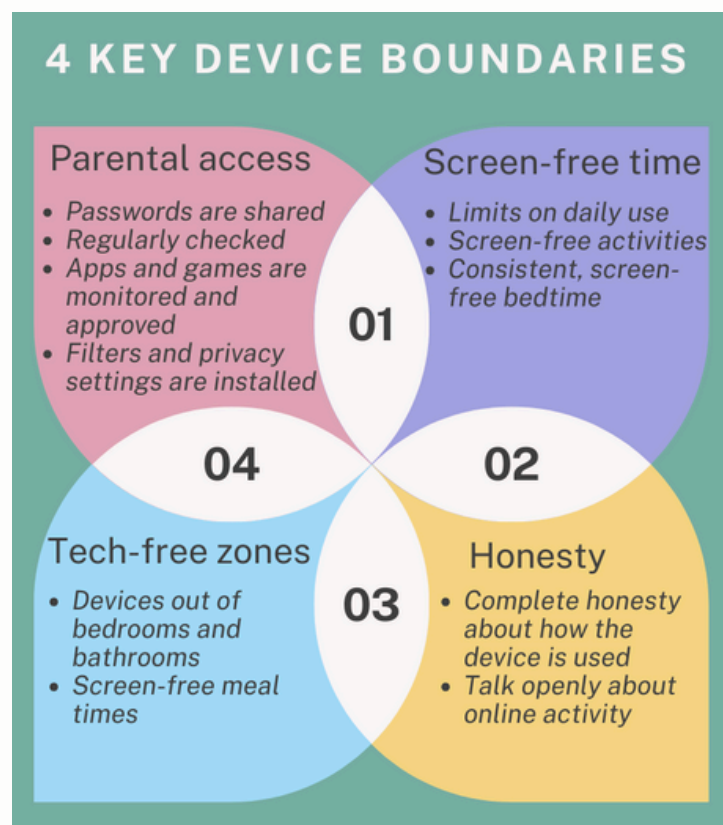 4 KEY DEVICE BOUNDARIES
Parental access
• Passwords are shared
• Regularly checked
• Apps and games are
monitored and
approved
• Filters and privacy
settings are installed
01
Screen-free time
• Limits on daily use
• Screen-free activities
• Consistent, screen-
free bedtime
04
02
Tech-free zones
• Devices out of
bedrooms and
bathrooms
• Screen-free meal
times
03
Honesty
• Complete honesty
about how the
device is used
• Talk openly about
online activity